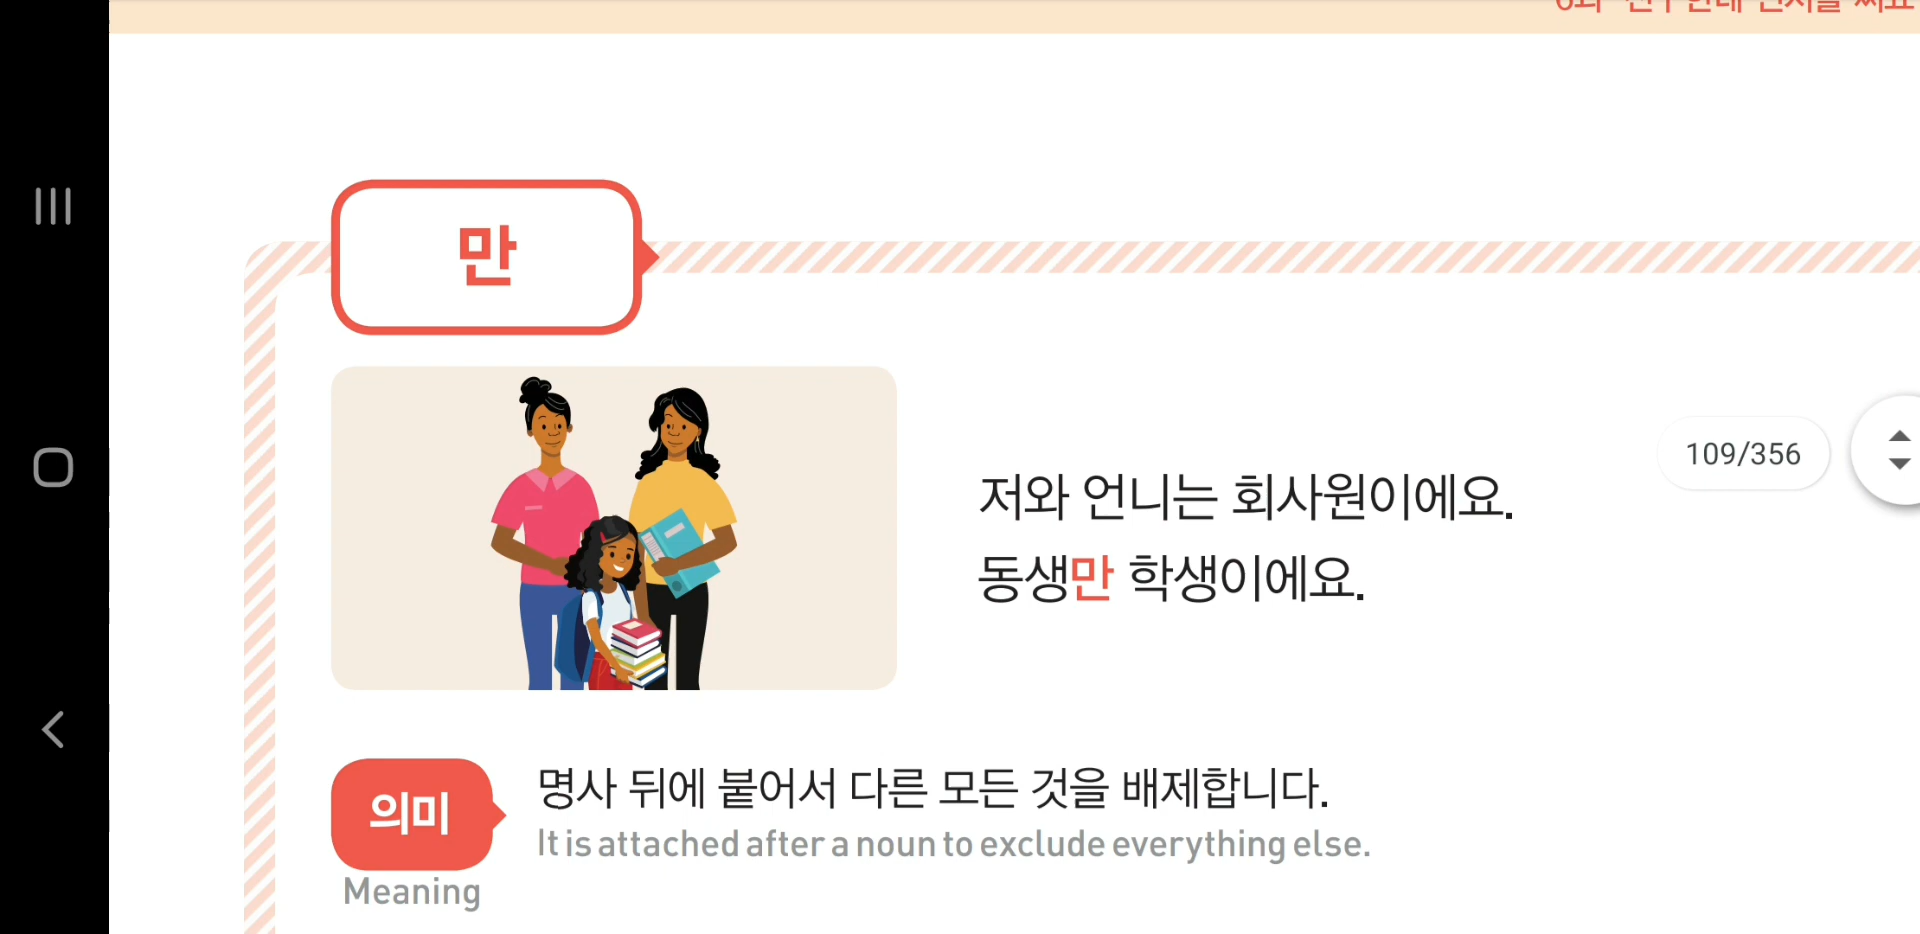 만
저와 언니는 회사원이에요.
109/356
동생만 학생이에요.
의미
명사 뒤에 붙어서 다른 모든 것을 배제합니다.
It is attached after a noun to exclude everything else.
Meaning